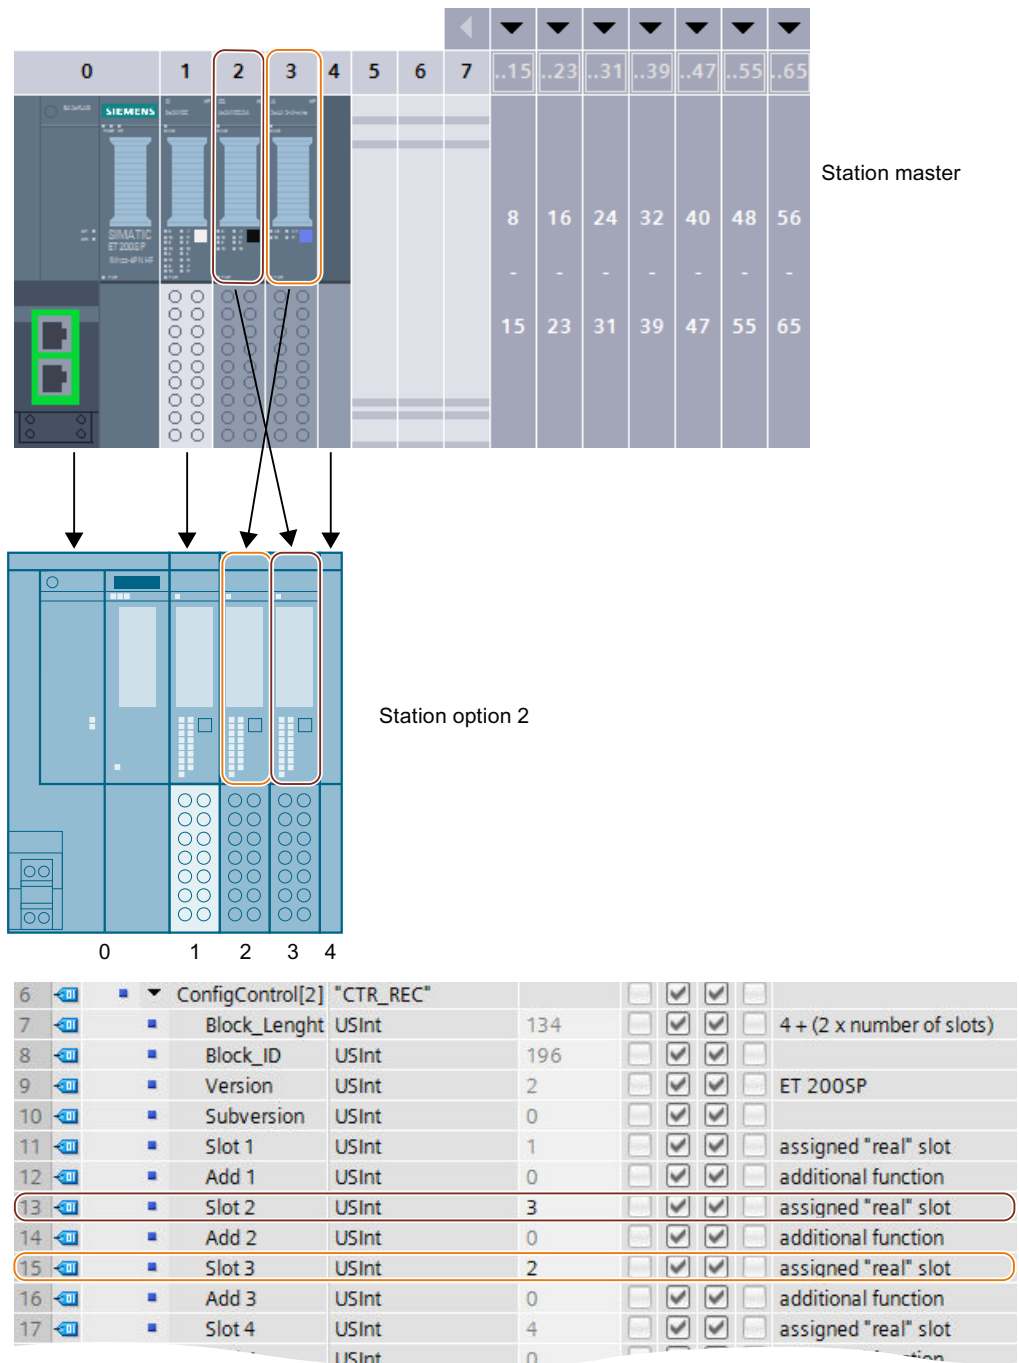 0 1 2 3 4 5 6 7 ..15 ..23 ..31 ..39 ..47 ..55 ..65
SIEMENS
Station master
8 16 24 32 40 48 56
- - - - - - -
15 23 31 39 47 55 65
SIMATIC
ET 200SP
Station option 2
0 1 2 3 4
6 ConfigControl[2] "CTR_REC"
7 Block_Lenght USInt 134 4 + (2 x number of slots)
8 Block_ID USInt 196
9 Version USInt 2 ET 200SP
10 Subversion USInt 0
11 Slot 1 USInt 1 assigned "real" slot
12 Add 1 USInt 0 additional function
13 Slot 2 USInt 3 assigned "real" slot
14 Add 2 USInt 0 additional function
15 Slot 3 USInt 2 assigned "real" slot
16 Add 3 USInt 0 additional function
17 Slot 4 USInt 4 assigned "real" slot
USInt 0